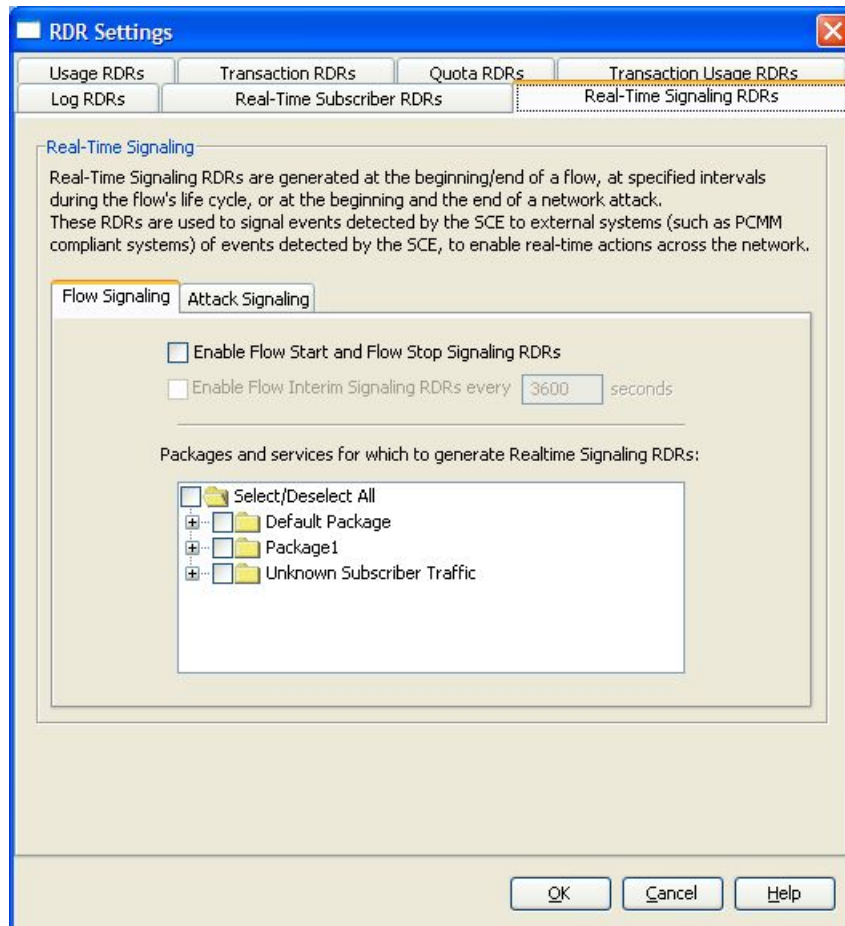 RDR Settings
Usage RDRs
Transaction RDRs
Quota RDRs
Transaction Usage RDRs
Log RDRs
Real-Time Subscriber RDRs
Real-Time Signaling RDRs
Real-Time Signaling
Real-Time Signaling RDRs are generated at the beginning/end of a flow, at specified intervals
during the flow's life cycle, or at the beginning and the end of a network attack.
These RDRs are used to signal events detected by the SCE to external systems (such as PCMM
compliant systems) of events detected by the SCE, to enable real-time actions across the network.
Flow Signaling
Attack Signaling
Enable Flow Start and Flow Stop Signaling RDRs
Enable Flow Interim Signaling RDRs every 3600 seconds
Packages and services for which to generate Realtime Signaling RDRs:
Select/Deselect All
Default Package
Package1
Unknown Subscriber Traffic
OK
Cancel
Help